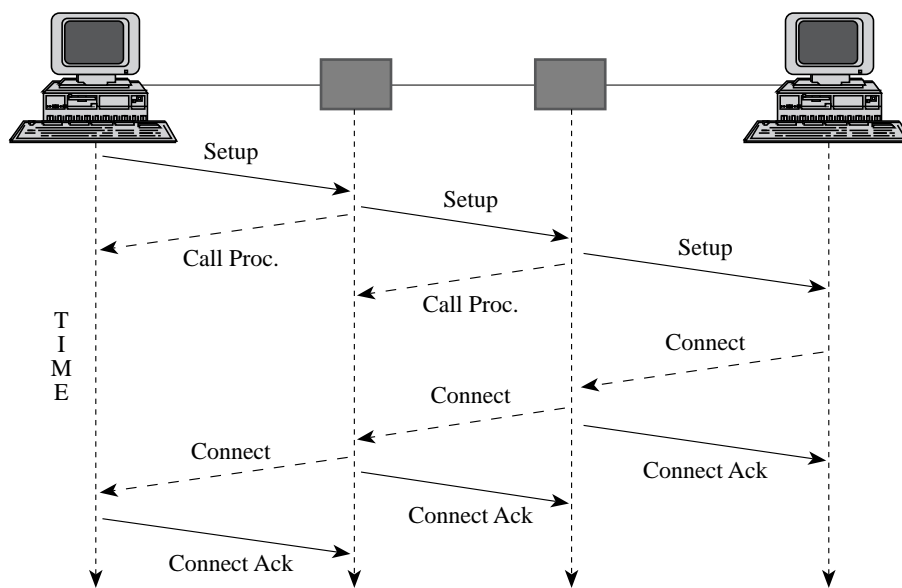 Setup
Setup
Setup
Call Proc.
Call Proc.
T
I
M
E
Connect
Connect
Connect
Connect Ack
Connect Ack
Connect Ack